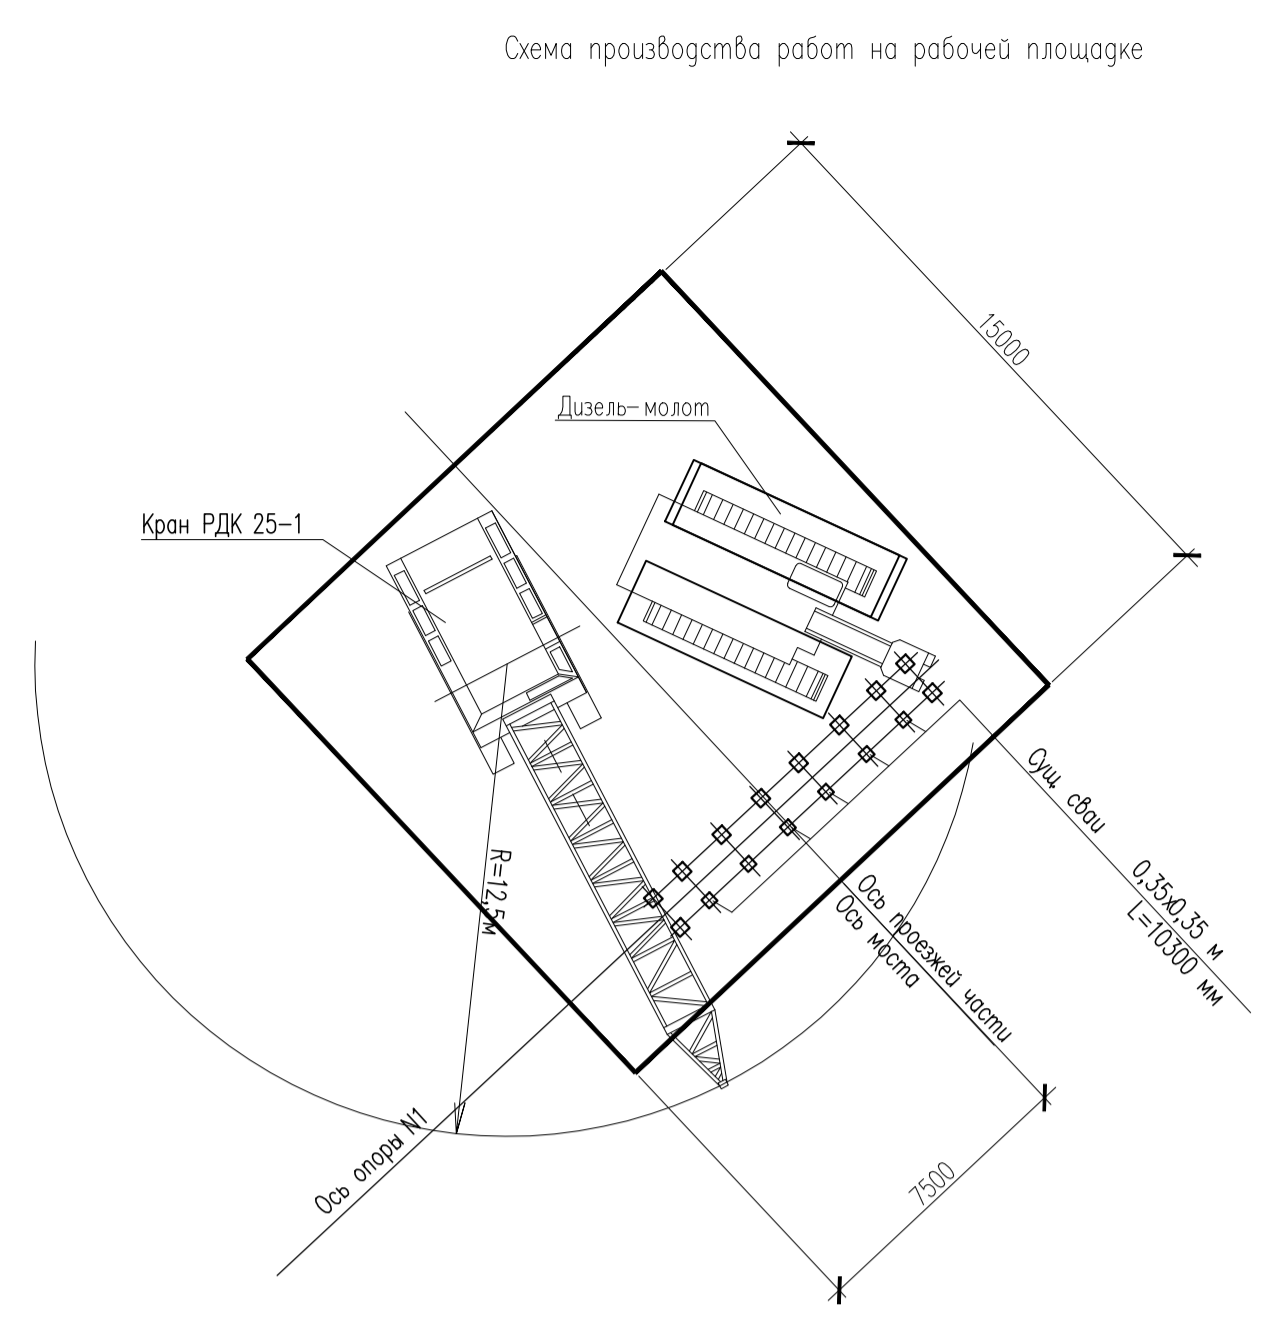 Схема производства работ на рабочей площадке
15000
Дизель-молот
Кран РДК 25-1
Сущ. сваи
0,35х0,35 м
L=10300 мм
R=12,5м
Ось проезжей части
Ось моста
Ось опоры N1
7500